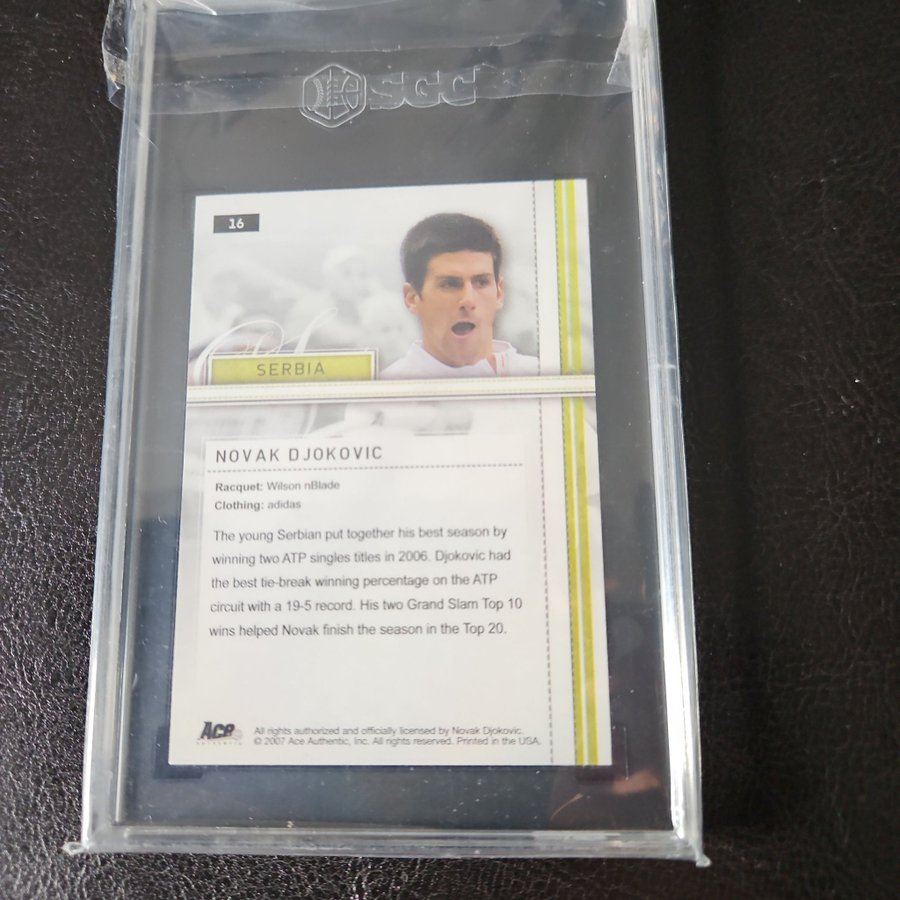 SGC
16
SERBIA
NOVAK DJOKOVIC
Racquet: Wilson nBlade
Clothing: adidas
The young Serbian put together his best season by
winning two ATP singles titles in 2006. Djokovic had
the best tie-break winning percentage on the ATP
circuit with a 19-5 record. His two Grand Slam Top 10
wins helped Novak finish the season in the Top 20.
ACE
AUTHENTIC
All rights authorized and officially licensed by Novak Djokovic.
© 2007 Ace Authentic, Inc. All rights reserved. Printed in the USA.